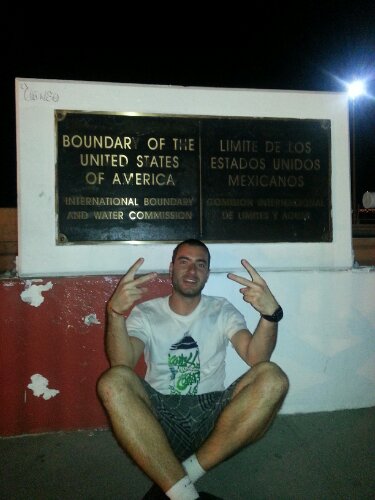 BOUNDARY OF THE
UNITED STATES
OF AMERICA
INTERNATIONAL BOUNDARY
AND WATER COMMISSION
LIMITE DE LOS
ESTADOS UNIDOS
MEXICANOS
COMISION INTERNACIONAL
DE LIMITES Y AGUAS